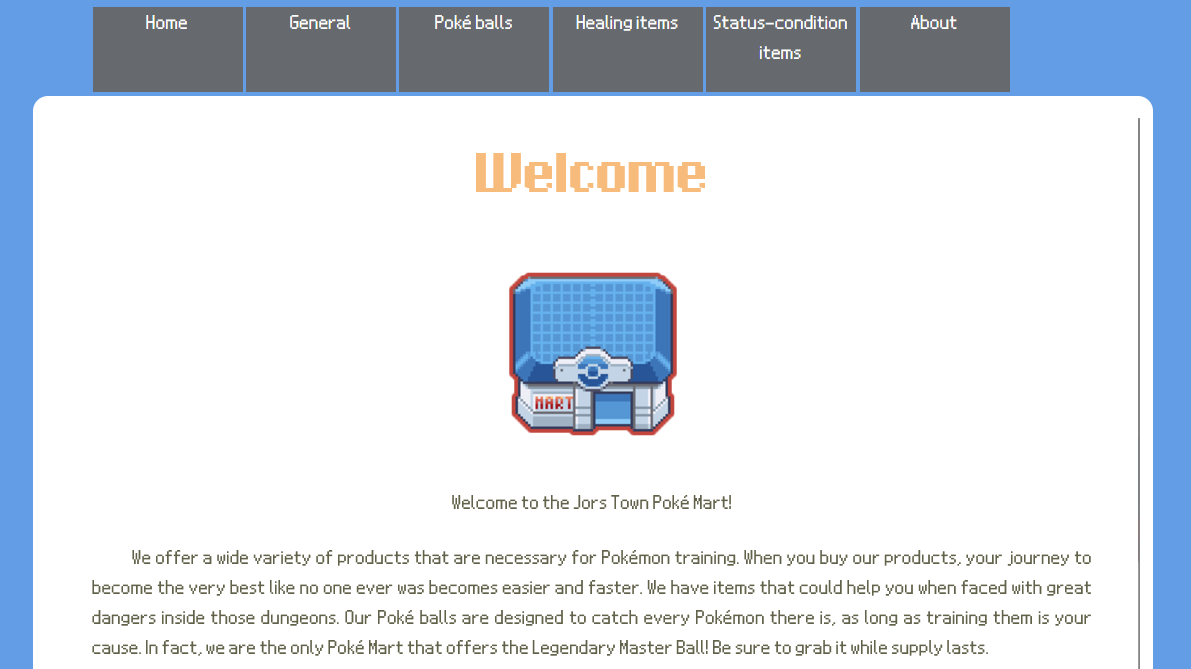 Home
General
Poké balls
Healing items
Status-condition
items
About
Welcome
MART
Welcome to the Jors Town Poké Mart!
We offer a wide variety of products that are necessary for Pokémon training. When you buy our products, your journey to
become the very best like no one ever was becomes easier and faster. We have items that could help you when faced with great
dangers inside those dungeons. Our Poké balls are designed to catch every Pokémon there is, as long as training them is your
cause. In fact, we are the only Poké Mart that offers the Legendary Master Ball! Be sure to grab it while supply lasts.